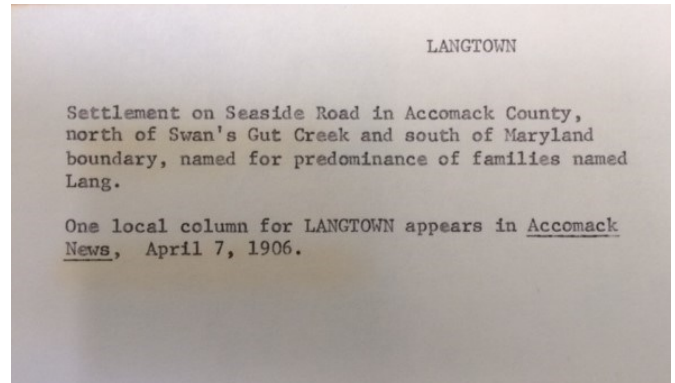 LANGTOWN
Settlement on Seaside Road in Accomack County,
north of Swan's Gut Creek and south of Maryland
boundary, named for predominance of families named
Lang.
One local column for LANGTOWN appears in Accomack
News, April 7, 1906.